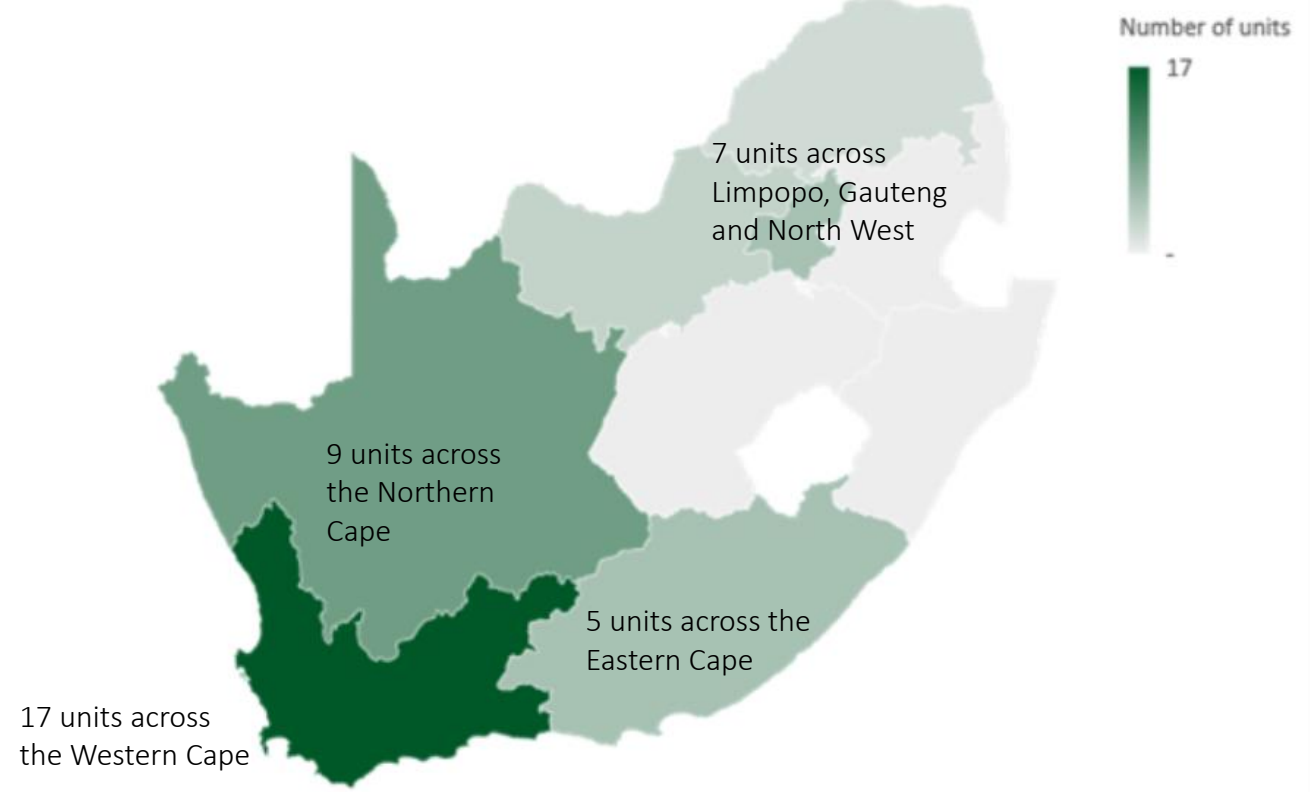 Number of units
17
-
7 units across
Limpopo, Gauteng
and North West
9 units across
the Northern
Cape
5 units across the
Eastern Cape
17 units across
the Western Cape